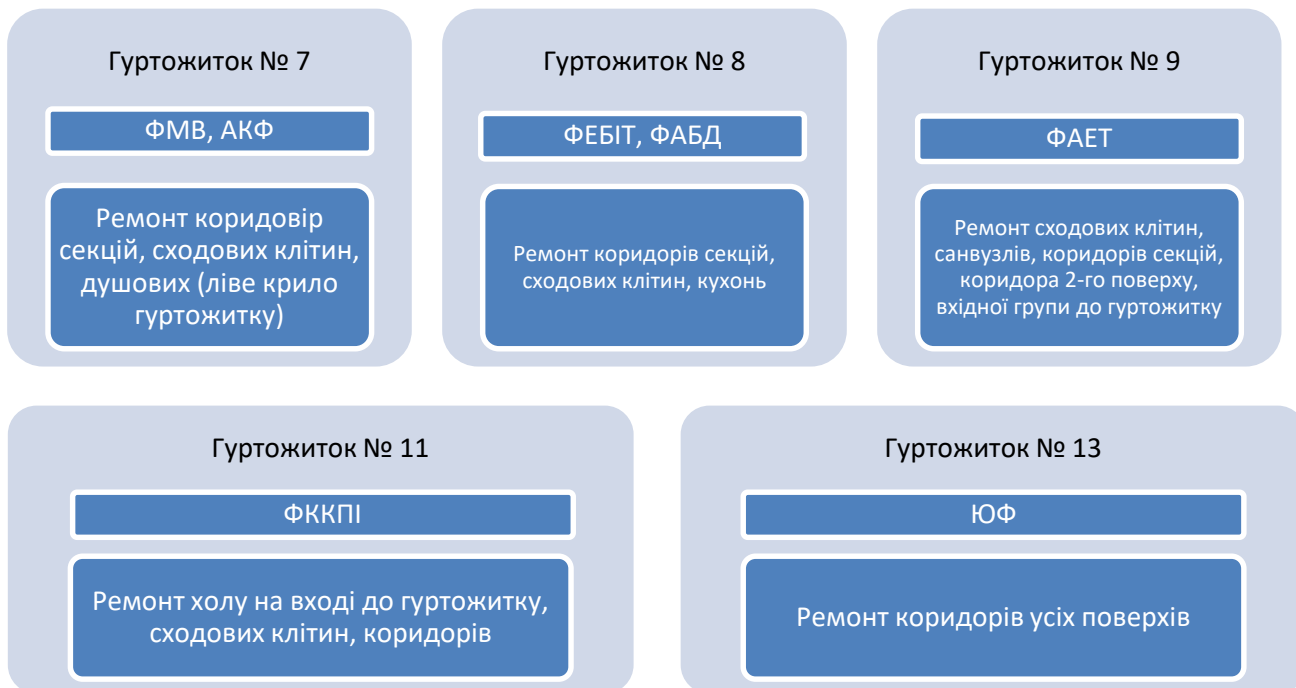 Гуртожиток № 7
ФМВ, АКФ
Ремонт коридовір
секцій, сходових клітин,
душових (ліве крило
гуртожитку)
Гуртожиток № 8
ФЕБІТ, ФАБД
Ремонт коридорів секцій,
сходових клітин, кухонь
Гуртожиток № 9
ФАЕТ
Ремонт сходових клітин,
санвузлів, коридорів секцій,
коридора 2-го поверху,
вхідної групи до гуртожитку
Гуртожиток № 11
ФККПІ
Ремонт холу на вході до гуртожитку,
сходових клітин, коридорів
Гуртожиток № 13
ЮФ
Ремонт коридорів усіх поверхів